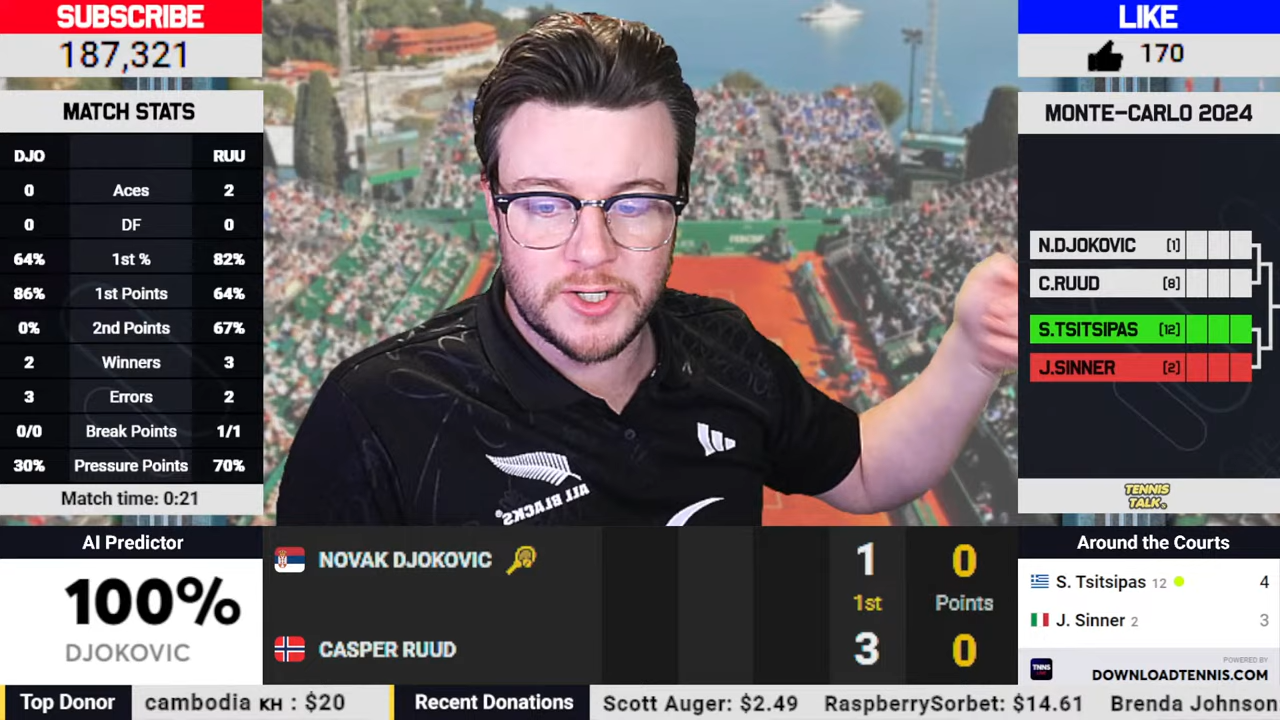 SUBSCRIBE
187,321
MATCH STATS
DJO RUU
0 Aces 2
0 DF 0
64% 1st % 82%
86% 1st Points 64%
0% 2nd Points 67%
2 Winners 3
3 Errors 2
0/0 Break Points 1/1
30% Pressure Points 70%
Match time: 0:21
AI Predictor
100%
DJOKOVIC
ALL BLACKS®
LIKE
170
MONTE-CARLO 2024
N.DJOKOVIC [1]
C.RUUD [8]
S.TSITSIPAS [12]
J.SINNER [2]
TENNIS
TALK.
NOVAK DJOKOVIC 1 0
1st Points
CASPER RUUD 3 0
Around the Courts
S. Tsitsipas 12 4
J. Sinner 2 3
POWERED BY
TNNS
DOWNLOADTENNIS.COM
Top Donor cambodia KH : $20 Recent Donations Scott Auger: $2.49 RaspberrySorbet: $14.61 Brenda Johnson